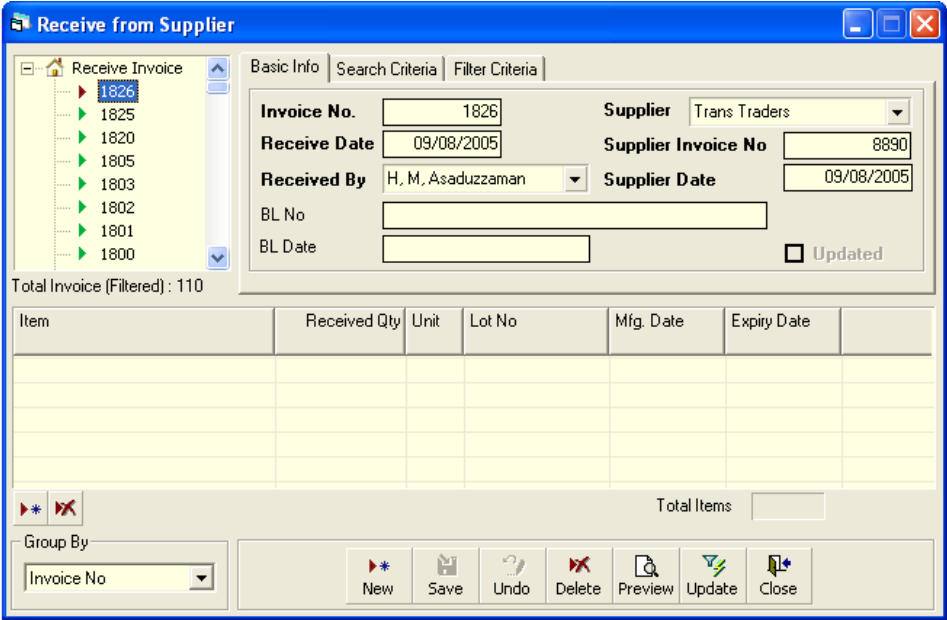 Receive from Supplier
Receive Invoice
1826
1825
1820
1805
1803
1802
1801
1800
Total Invoice (Filtered) : 110
Basic Info Search Criteria Filter Criteria
Invoice No. 1826 Supplier Trans Traders
Receive Date 09/08/2005 Supplier Invoice No 8890
Received By H, M, Asaduzzaman Supplier Date 09/08/2005
BL No
BL Date Updated
Item Received Qty Unit Lot No Mfg. Date Expiry Date
Total Items
Group By
Invoice No
New Save Undo Delete Preview Update Close